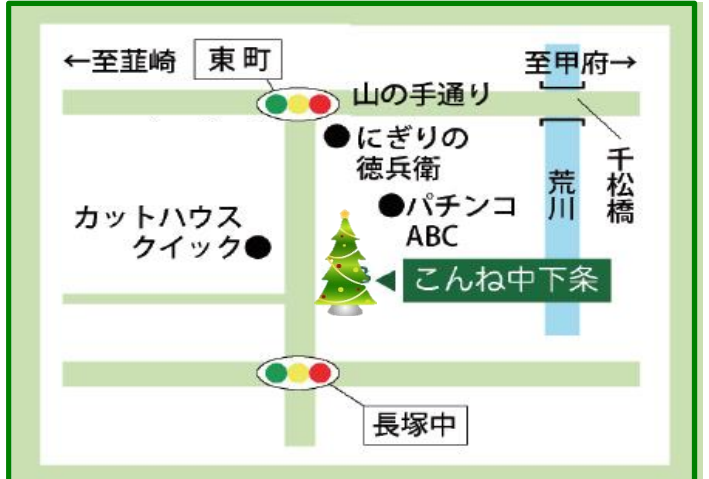 ←至韮崎
東町
至甲府→
山の手通り
にぎりの
徳兵衛
千松橋
荒川
パチンコ
ABC
カットハウス
クイック
こんね中下条
長塚中